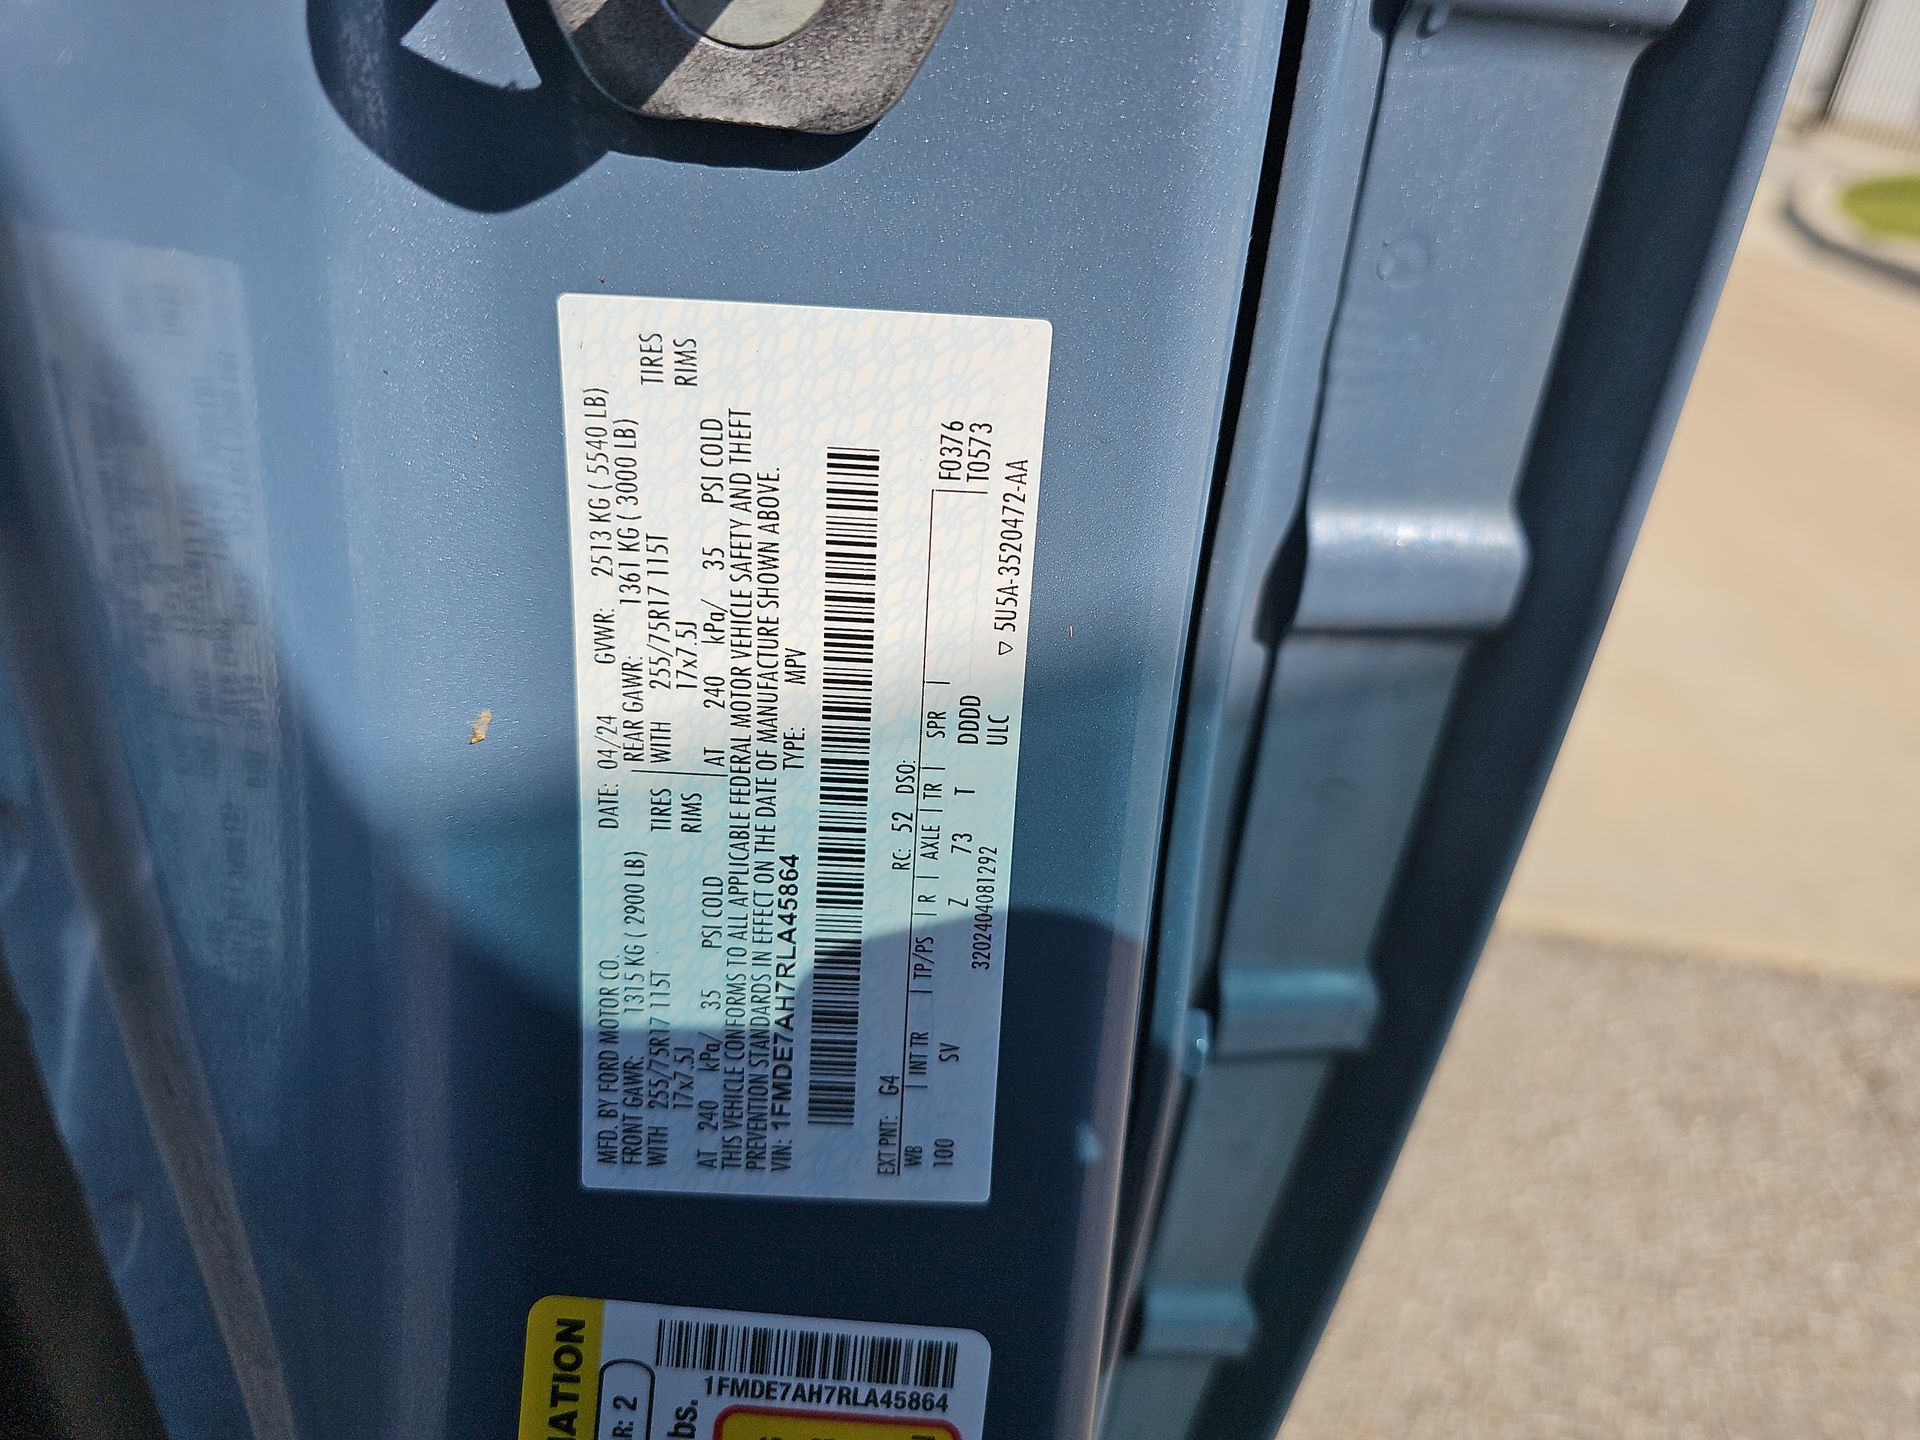 MFD. BY FORD MOTOR CO. DATE: 04/24 GVWR: 2513 KG ( 5540 LB)
FRONT GAWR: 1315 KG ( 2900 LB) REAR GAWR: 1361 KG ( 3000 LB)
WITH 255/75R17 115T TIRES WITH 255/75R17 115T TIRES
17x7.5J RIMS 17x7.5J RIMS
AT 240 kPa/ 35 PSI COLD AT 240 kPa/ 35 PSI COLD
THIS VEHICLE CONFORMS TO ALL APPLICABLE FEDERAL MOTOR VEHICLE SAFETY AND THEFT
PREVENTION STANDARDS IN EFFECT ON THE DATE OF MANUFACTURE SHOWN ABOVE.
VIN: 1FMDE7AH7RLA45864 TYPE: MPV
EXT PNT: G4 RC: 52 DSO:
WB INT TR TP/PS R AXLE TR SPR F0376
100 SV Z 73 T DDDD T0573
3202404081292 ULC ▽ 5U5A-3520472-AA
1FMDE7AH7RLA45864